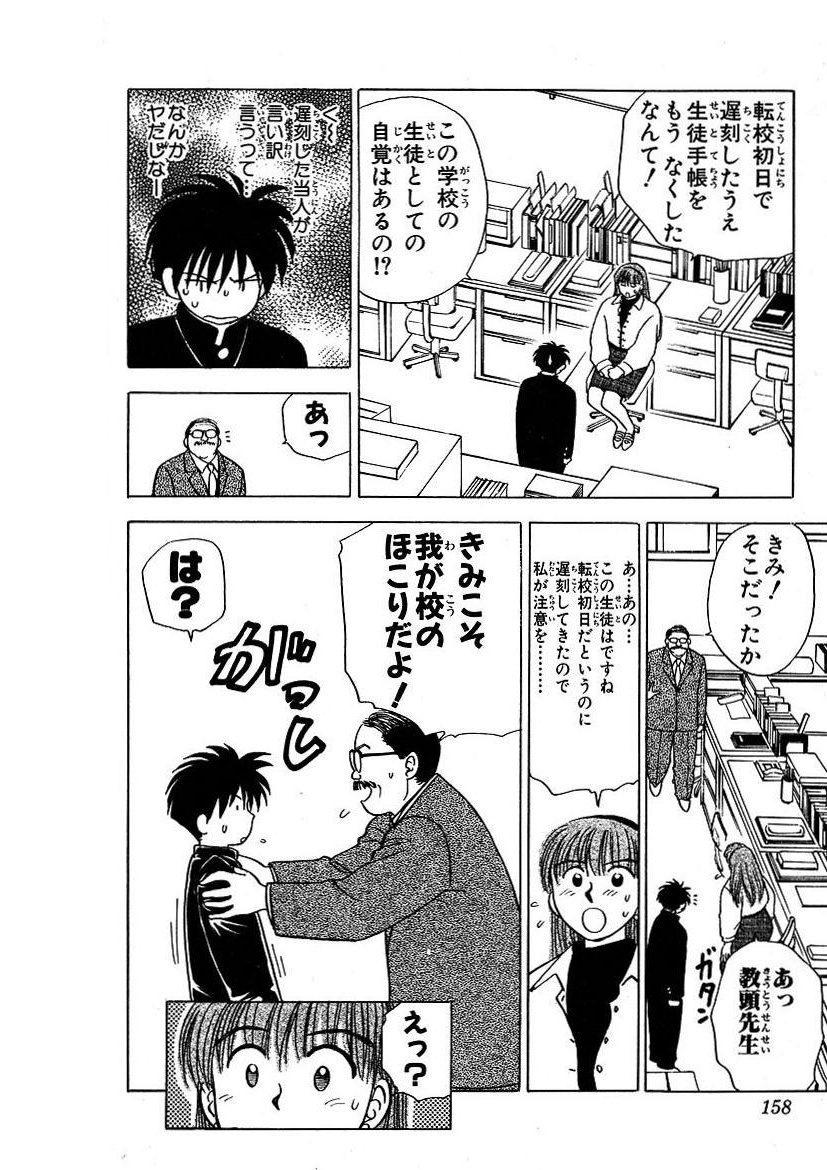 転校初日で
遅刻したうえ
生徒手帳を
もう なくした
なんて!
この学校の
生徒としての
自覚はあるの!?
く~~
遅刻した当人が
言い訳
言うって…
なんか
ヤだじなー
あっ
きみ!
そこだったか
あっ
教頭先生
ガタン
あ…あの…
この生徒はですね
転校初日だというのに
遅刻してきたので
私が注意を………
きみこそ
我が校の
ほこりだよ!
がっし
は?
えっ?
158